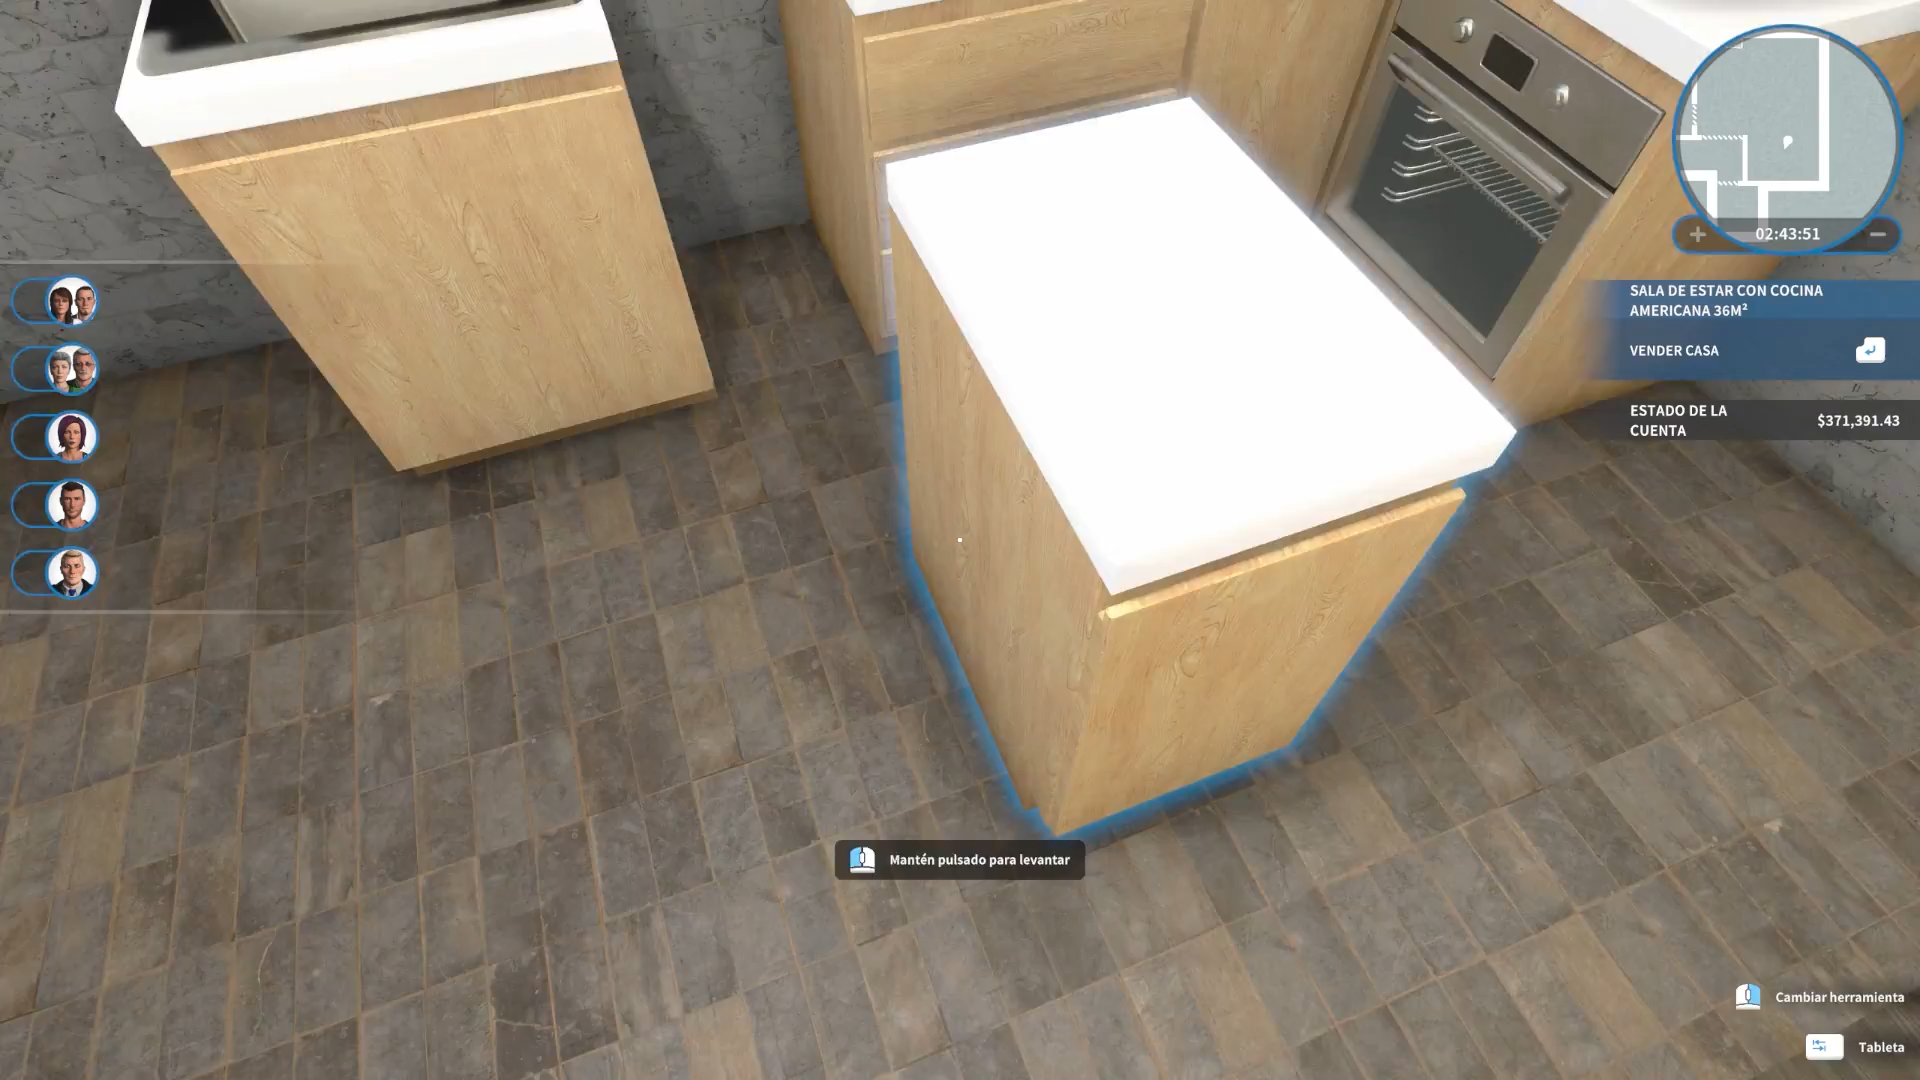 02:43:51
SALA DE ESTAR CON COCINA
AMERICANA 36M²
VENDER CASA
ESTADO DE LA
CUENTA
$371,391.43
Mantén pulsado para levantar
Cambiar herramienta
Tableta